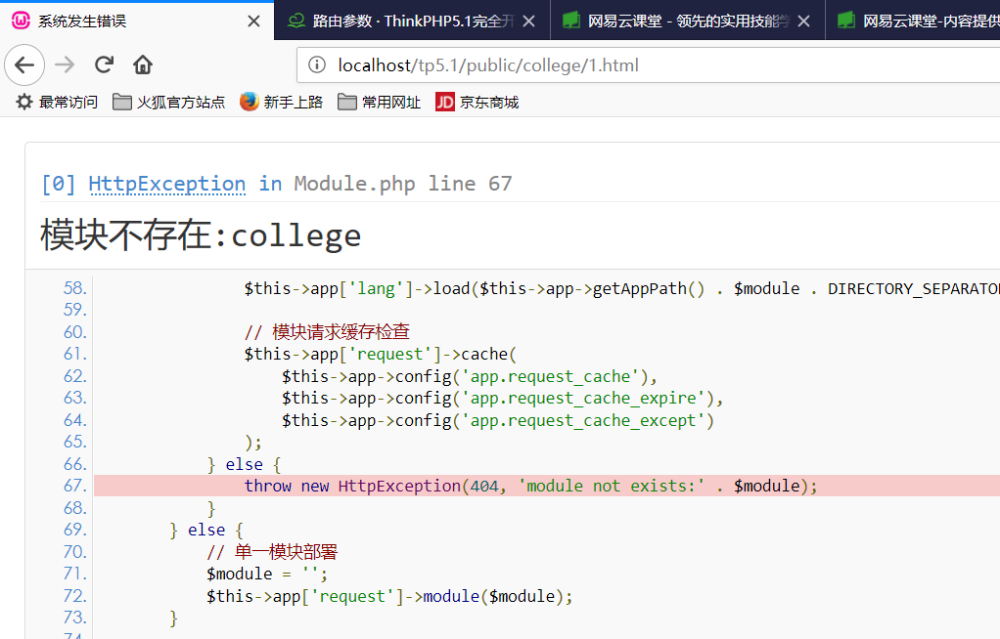 系统发生错误
路由参数 · ThinkPHP5.1完全开
网易云课堂 - 领先的实用技能学
网易云课堂-内容提供
localhost/tp5.1/public/college/1.html
最常访问 火狐官方站点 新手上路 常用网址 JD 京东商城
[0] HttpException in Module.php line 67
模块不存在:college
58. $this->app['lang']->load($this->app->getAppPath() . $module . DIRECTORY_SEPARATO
59.
60. // 模块请求缓存检查
61. $this->app['request']->cache(
62. $this->app->config('app.request_cache'),
63. $this->app->config('app.request_cache_expire'),
64. $this->app->config('app.request_cache_except')
65. );
66. } else {
67. throw new HttpException(404, 'module not exists:' . $module);
68. }
69. } else {
70. // 单一模块部署
71. $module = '';
72. $this->app['request']->module($module);
73. }